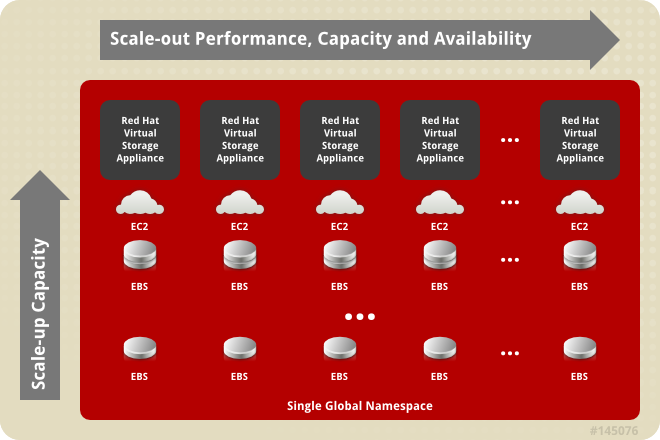 Scale-out Performance, Capacity and Availability
Scale-up Capacity
Red Hat
Virtual
Storage
Appliance
Red Hat
Virtual
Storage
Appliance
Red Hat
Virtual
Storage
Appliance
Red Hat
Virtual
Storage
Appliance
...
Red Hat
Virtual
Storage
Appliance
EC2 EC2 EC2 EC2 ... EC2
EBS EBS EBS EBS ... EBS
...
EBS EBS EBS EBS ... EBS
Single Global Namespace
#145076